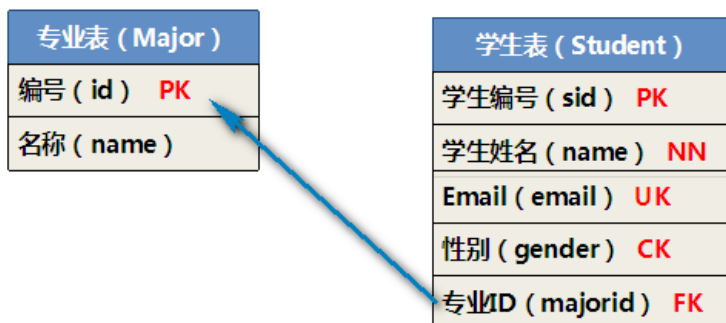 专业表（Major）
编号（id） PK
名称（name）
学生表（Student）
学生编号（sid） PK
学生姓名（name） NN
Email（email） UK
性别（gender） CK
专业ID（majorid） FK